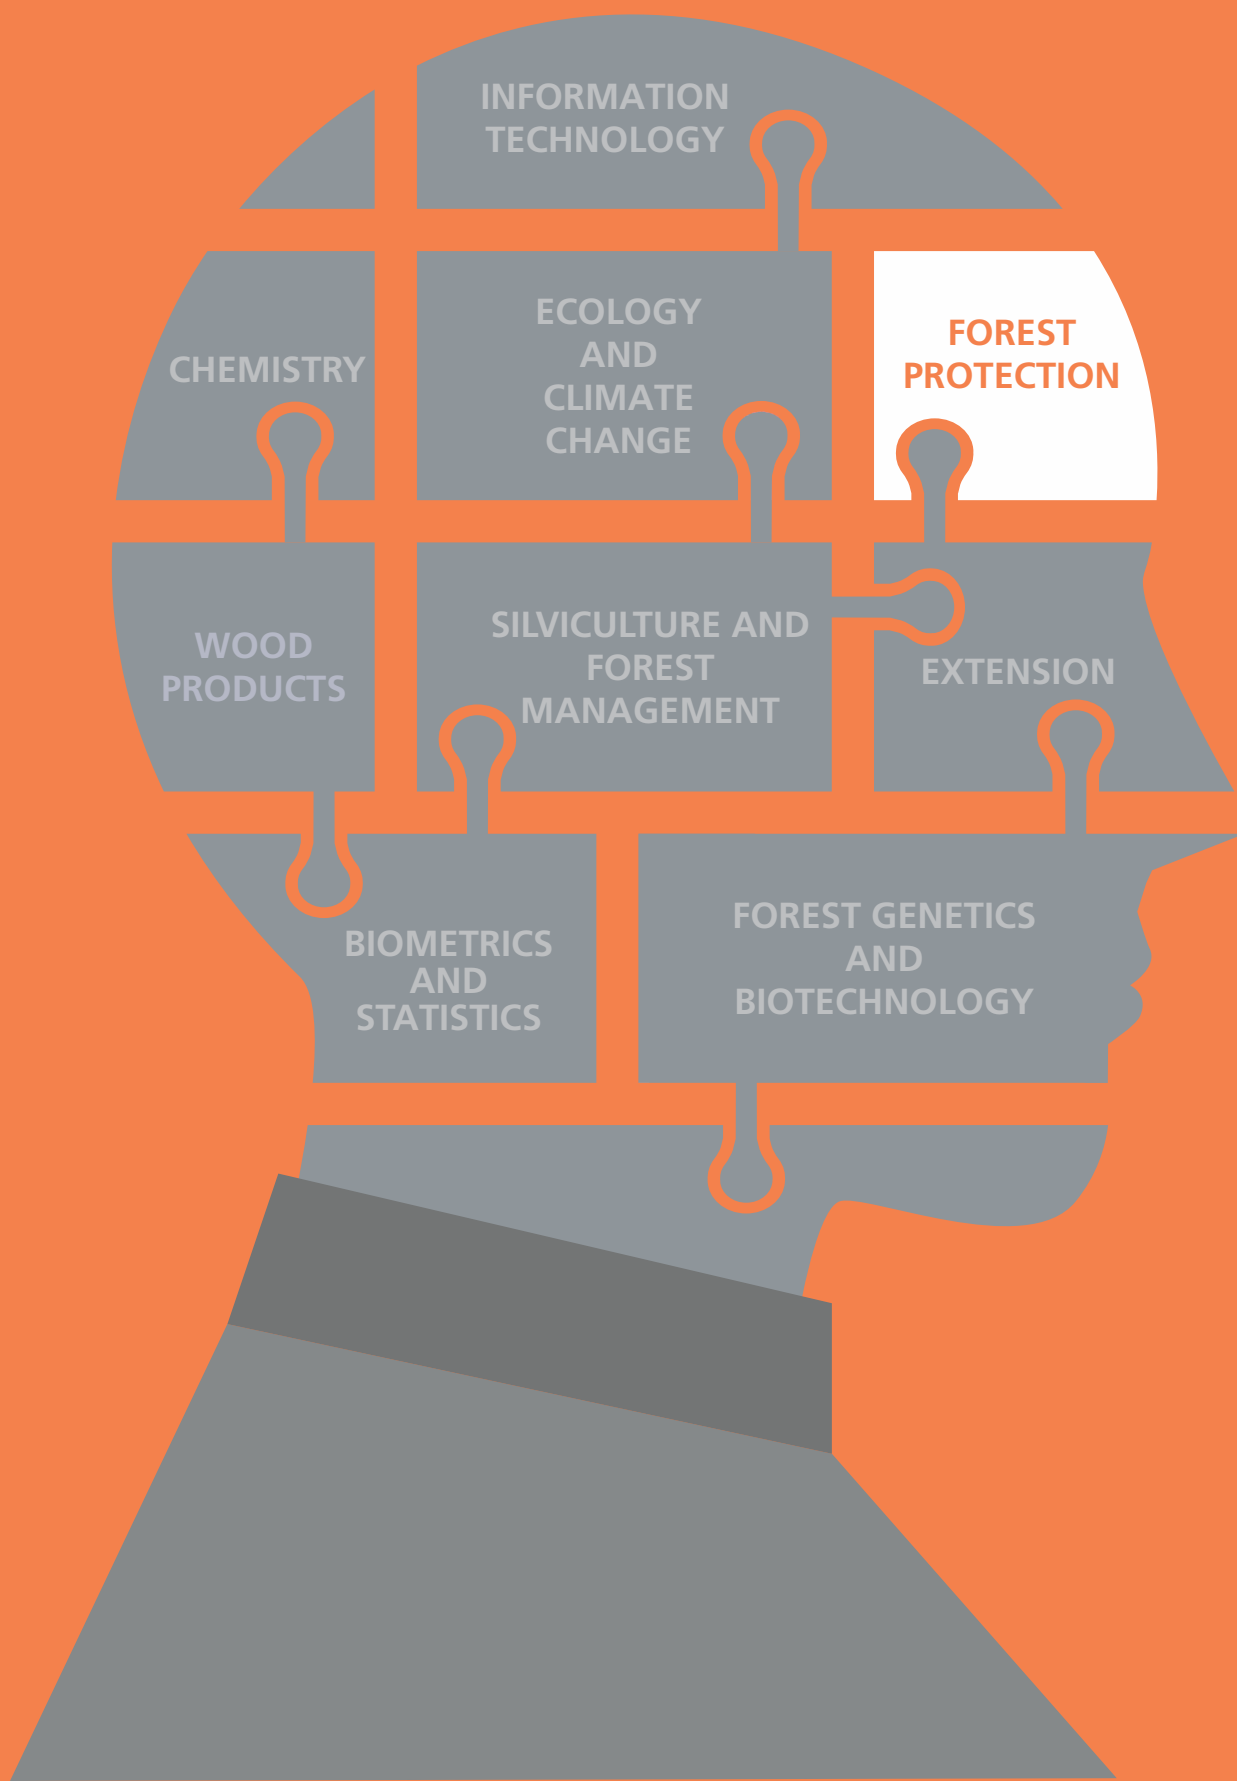 INFORMATION
TECHNOLOGY
CHEMISTRY
ECOLOGY
AND
CLIMATE
CHANGE
FOREST
PROTECTION
WOOD
PRODUCTS
SILVICULTURE AND
FOREST
MANAGEMENT
EXTENSION
BIOMETRICS
AND
STATISTICS
FOREST GENETICS
AND
BIOTECHNOLOGY